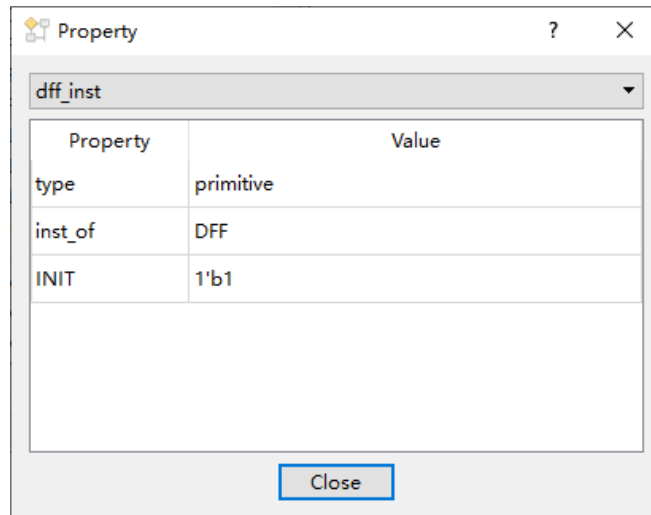 Property ?
dff_inst
Property Value
type primitive
inst_of DFF
INIT 1'b1
Close